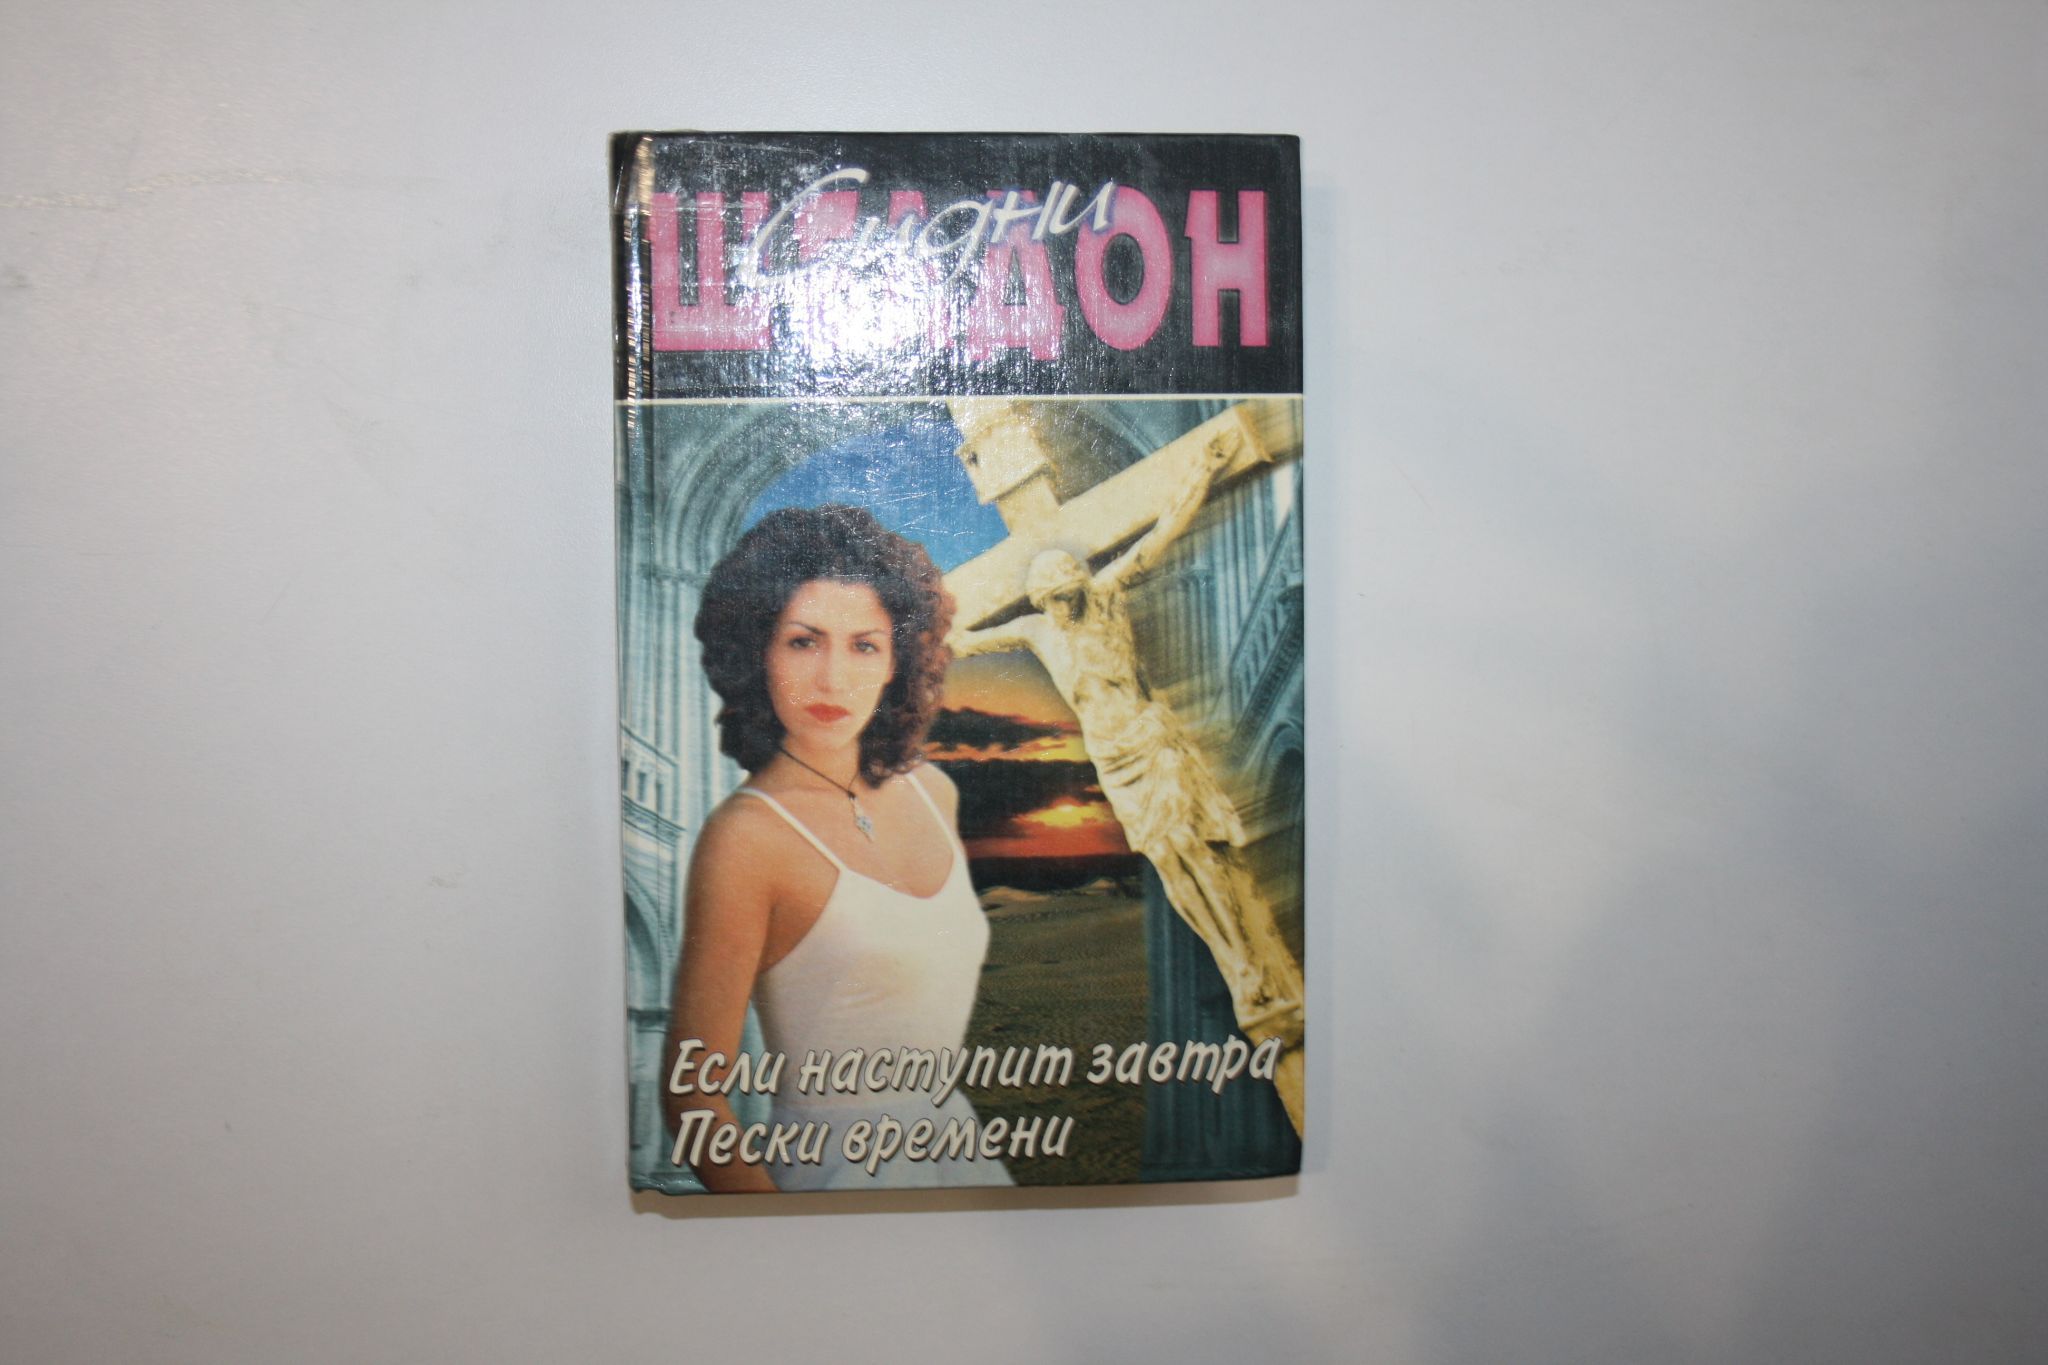 Сидни
ШЕЛДОН
Если наступит завтра
Пески времени